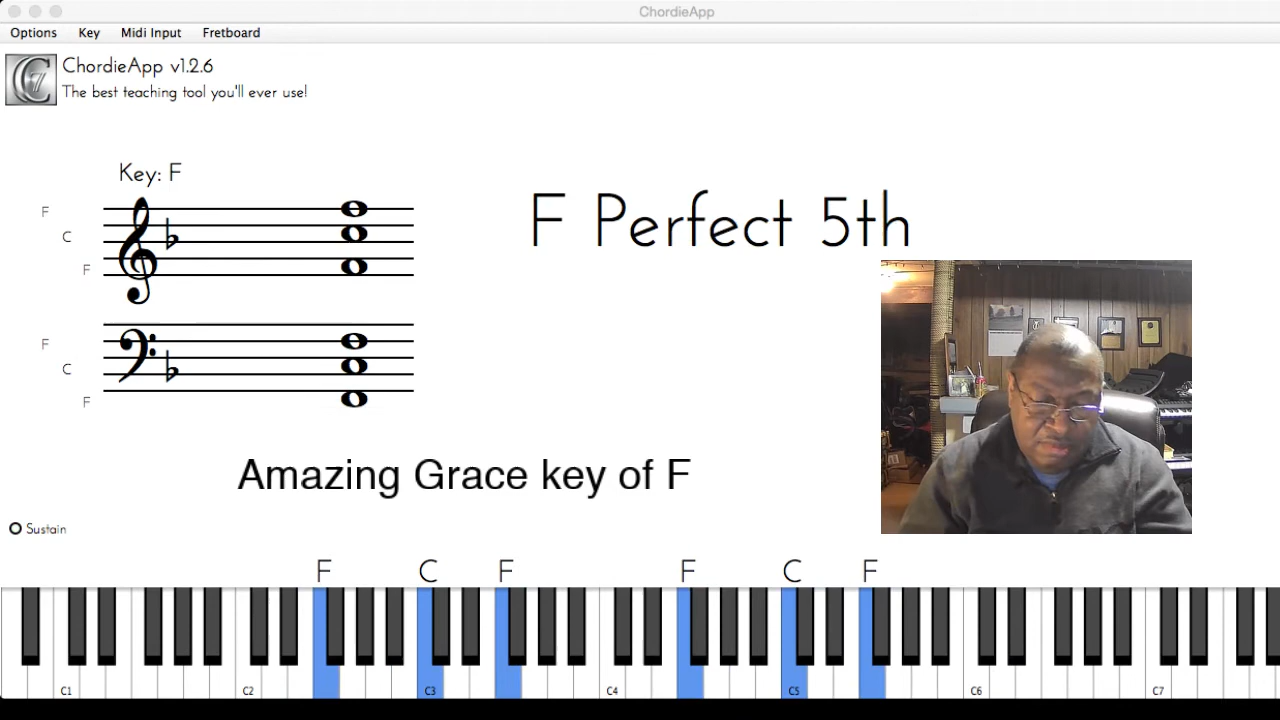 ChordieApp
Options Key Midi Input Fretboard
ChordieApp v1.2.6
The best teaching tool you'll ever use!
Key: F
F
C
F
F Perfect 5th
F
C
F
Amazing Grace key of F
Sustain
F C F F C F
C1 C2 C3 C4 C5 C6 C7